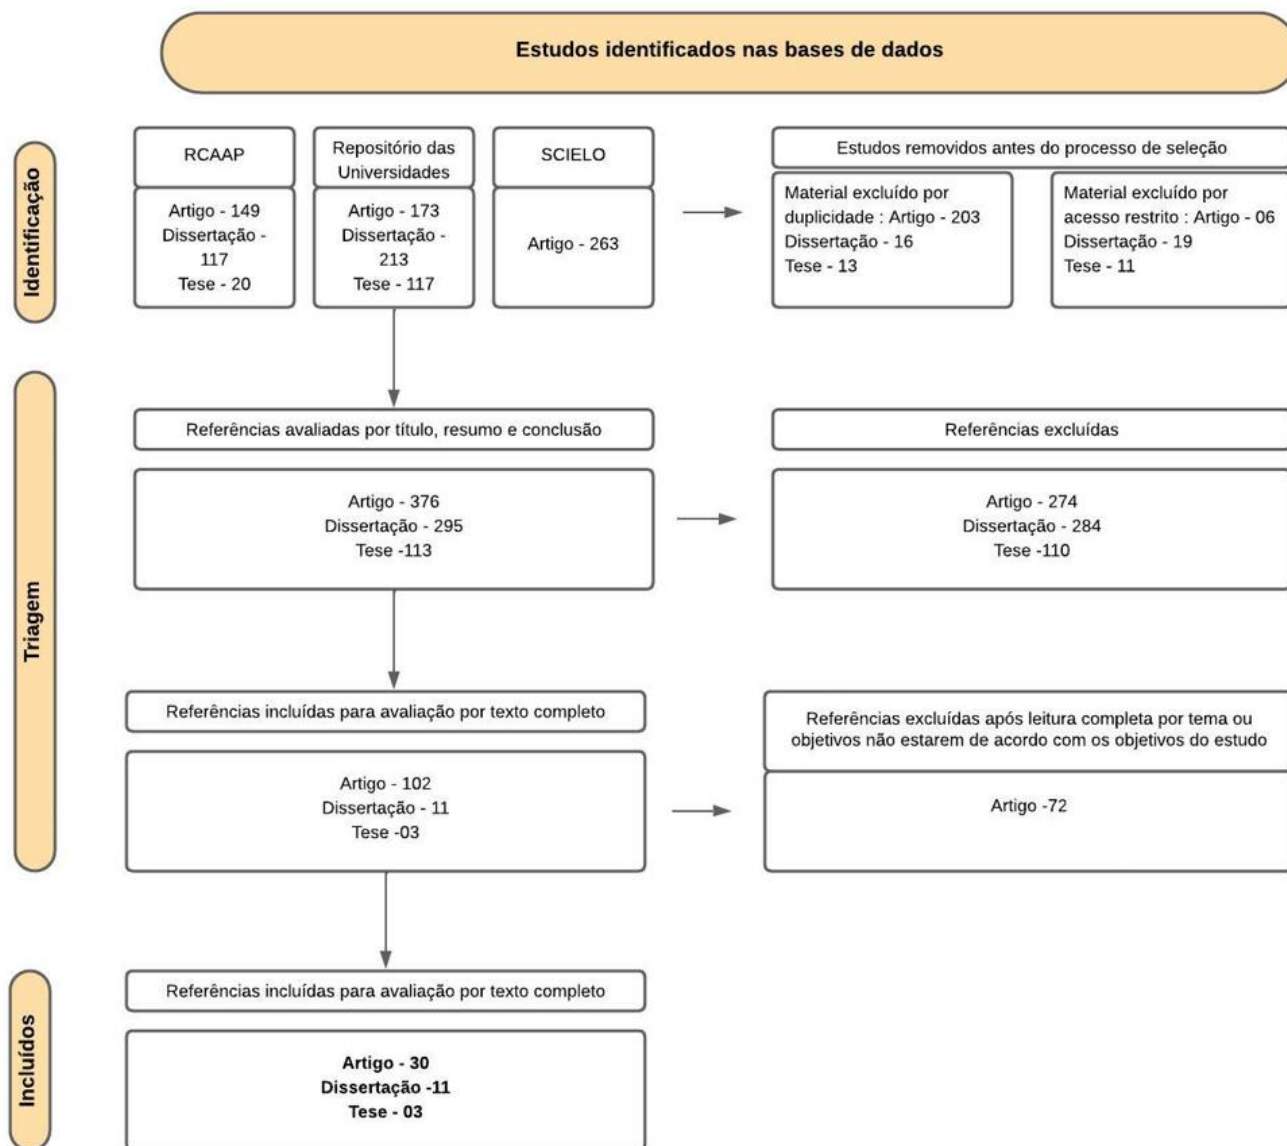 Estudos identificados nas bases de dados
Identificação
RCAAP
Artigo - 149
Dissertação -
117
Tese - 20
Repositório das
Universidades
Artigo - 173
Dissertação -
213
Tese - 117
SCIELO
Artigo - 263
Estudos removidos antes do processo de seleção
Material excluído por
duplicidade : Artigo - 203
Dissertação - 16
Tese - 13
Material excluído por
acesso restrito : Artigo - 06
Dissertação - 19
Tese - 11
Triagem
Referências avaliadas por título, resumo e conclusão
Artigo - 376
Dissertação - 295
Tese -113
Referências excluídas
Artigo - 274
Dissertação - 284
Tese -110
Referências incluídas para avaliação por texto completo
Artigo - 102
Dissertação - 11
Tese -03
Referências excluídas após leitura completa por tema ou
objetivos não estarem de acordo com os objetivos do estudo
Artigo -72
Incluídos
Referências incluídas para avaliação por texto completo
Artigo - 30
Dissertação -11
Tese - 03